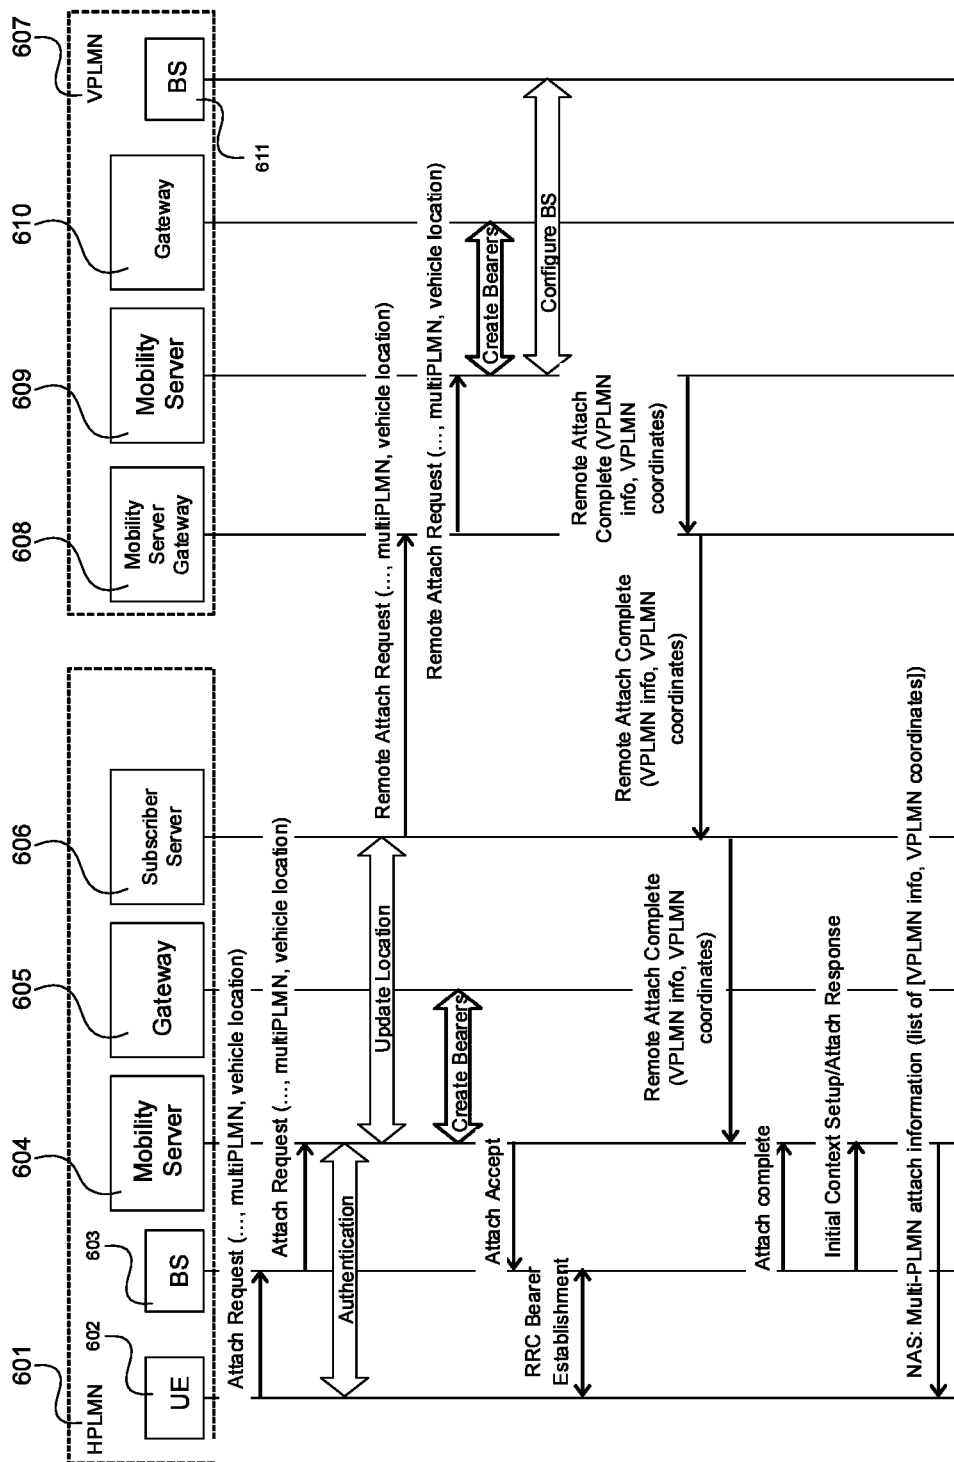 601
HPLMN
602
UE
603
BS
604
Mobility
Server
605
Gateway
606
Subscriber
Server
607
VPLMN
608
Mobility
Server
Gateway
609
Mobility
Server
610
Gateway
BS
611
Attach Request (..., multiPLMN, vehicle location)
Attach Request (..., multiPLMN, vehicle location)
Authentication
Update Location
Remote Attach Request (..., multiPLMN, vehicle location)
Remote Attach Request (..., multiPLMN, vehicle location)
Create Bearers
Create Bearers
Attach Accept
Configure BS
RRC Bearer
Establishment
Remote Attach
Complete (VPLMN
info, VPLMN
coordinates)
Remote Attach Complete
(VPLMN info, VPLMN
coordinates)
Remote Attach Complete
(VPLMN info, VPLMN
coordinates)
Attach complete
Initial Context Setup/Attach Response
NAS: Multi-PLMN attach information (list of [VPLMN info, VPLMN coordinates])